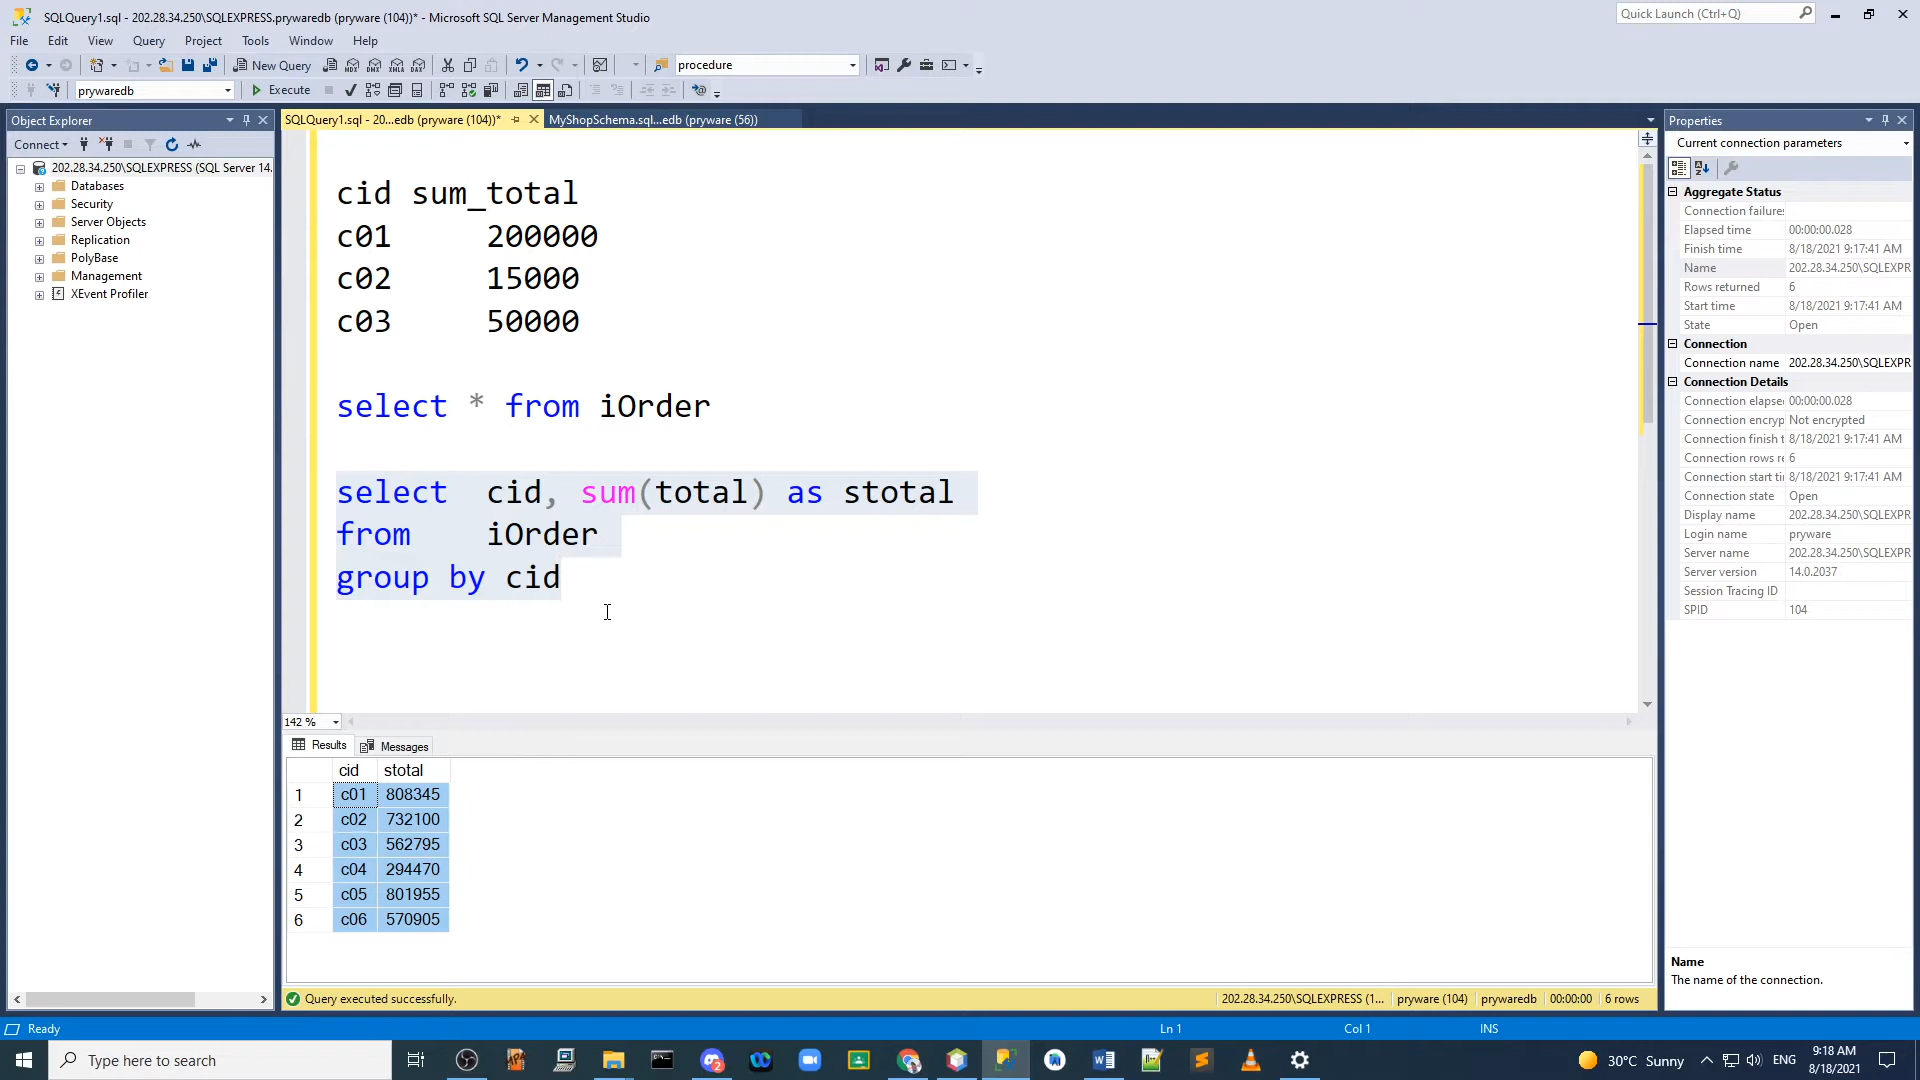 SQLQuery1.sql - 202.28.34.250\SQLEXPRESS.prywaredb (pryware (104))* - Microsoft SQL Server Management Studio
Quick Launch (Ctrl+Q)
File Edit View Query Project Tools Window Help
New Query
MDX DMX XMLA DAX
procedure
prywaredb
Execute
Object Explorer
SQLQuery1.sql - 20...edb (pryware (104))*
MyShopSchema.sql...edb (pryware (56))
Properties
Connect
Current connection parameters
202.28.34.250\SQLEXPRESS (SQL Server 14.
Databases
Security
Server Objects
Replication
PolyBase
Management
XEvent Profiler
cid sum_total
c01 200000
c02 15000
c03 50000
select * from iOrder
select cid, sum(total) as stotal
from iOrder
group by cid
142 %
Results Messages
cid stotal
1 c01 808345
2 c02 732100
3 c03 562795
4 c04 294470
5 c05 801955
6 c06 570905
Query executed successfully.
202.28.34.250\SQLEXPRESS (1... pryware (104) prywaredb 00:00:00 6 rows
Aggregate Status
Connection failures
Elapsed time 00:00:00.028
Finish time 8/18/2021 9:17:41 AM
Name 202.28.34.250\SQLEXPR
Rows returned 6
Start time 8/18/2021 9:17:41 AM
State Open
Connection
Connection name 202.28.34.250\SQLEXPR
Connection Details
Connection elapse 00:00:00.028
Connection encryp Not encrypted
Connection finish t 8/18/2021 9:17:41 AM
Connection rows re 6
Connection start ti 8/18/2021 9:17:41 AM
Connection state Open
Display name 202.28.34.250\SQLEXPR
Login name pryware
Server name 202.28.34.250\SQLEXPR
Server version 14.0.2037
Session Tracing ID
SPID 104
Name
The name of the connection.
Ready
Ln 1 Col 1 INS
Type here to search
30°C Sunny
ENG
9:18 AM
8/18/2021